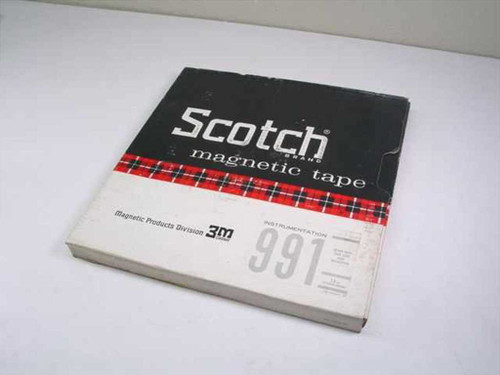 Scotch®
BRAND
magnetic tape
Magnetic Products Division 3M
INSTRUMENTATION
991